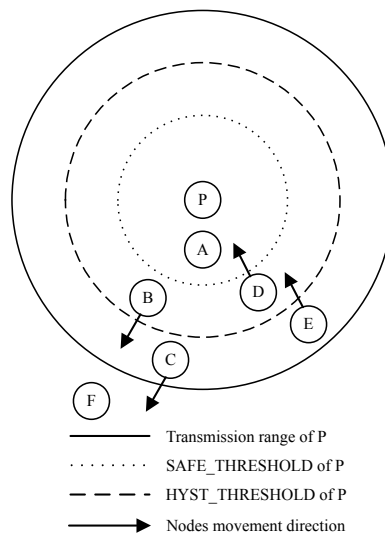 P
A
B
D
E
C
F
Transmission range of P
SAFE_THRESHOLD of P
HYST_THRESHOLD of P
Nodes movement direction